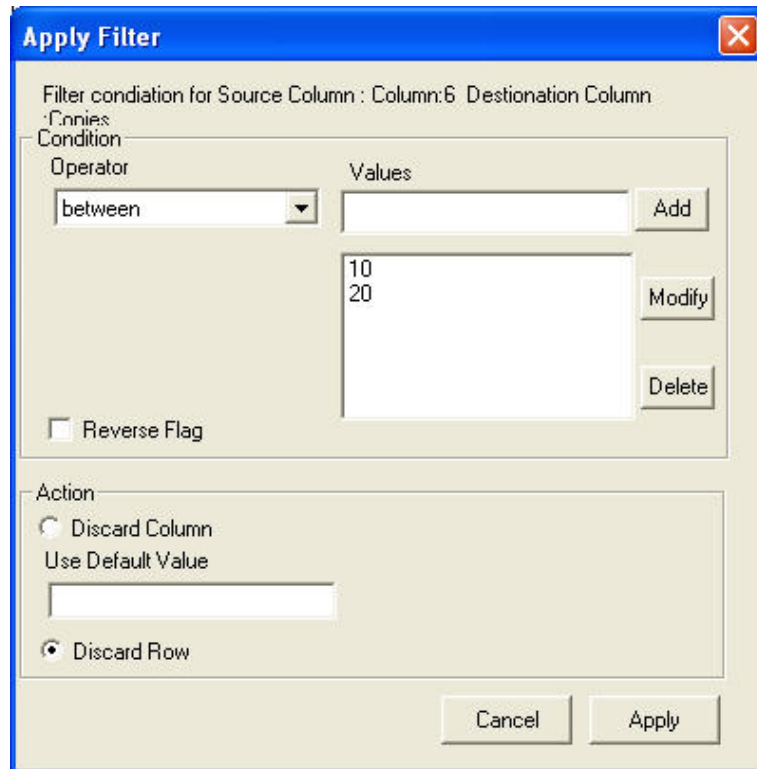 Apply Filter
Filter condiation for Source Column : Column:6 Destionation Column
:Copies
Condition
Operator
Values
between
Add
10
20
Modify
Delete
Reverse Flag
Action
Discard Column
Use Default Value
Discard Row
Cancel
Apply